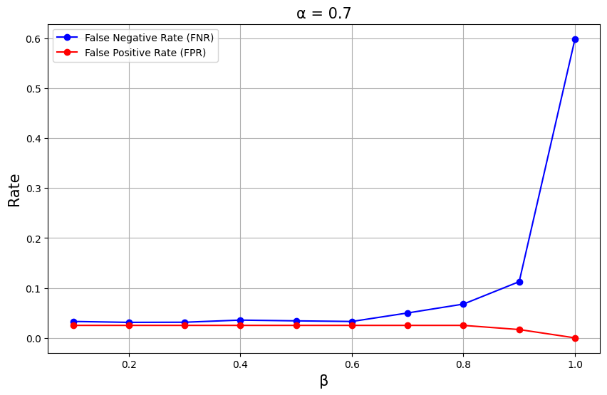 α = 0.7
False Negative Rate (FNR)
False Positive Rate (FPR)
Rate
0.6
0.5
0.4
0.3
0.2
0.1
0.0
0.2 0.4 0.6 0.8 1.0
β